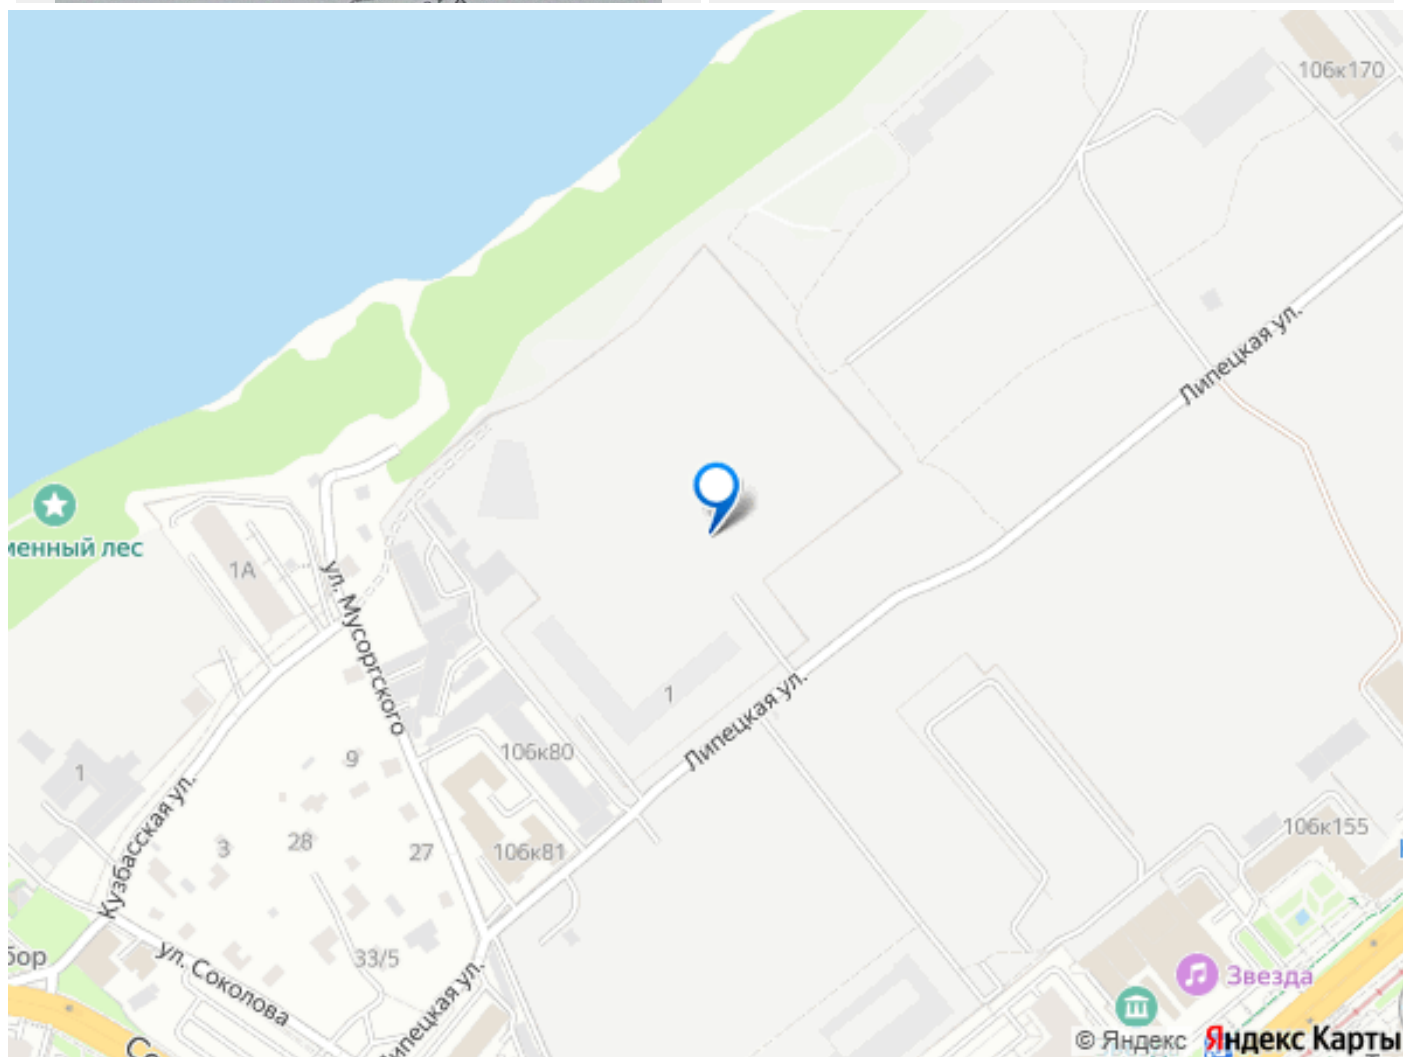 106к170
Липецкая ул.
менный лес
1А
ул. Мусоргского
1
Липецкая ул.
106к80
9
1
Кузбасская ул.
106к155
3
28
27
106к81
бор
33/5
ул. Соколова
Липецкая ул.
Звезда
© Яндекс Яндекс Карты